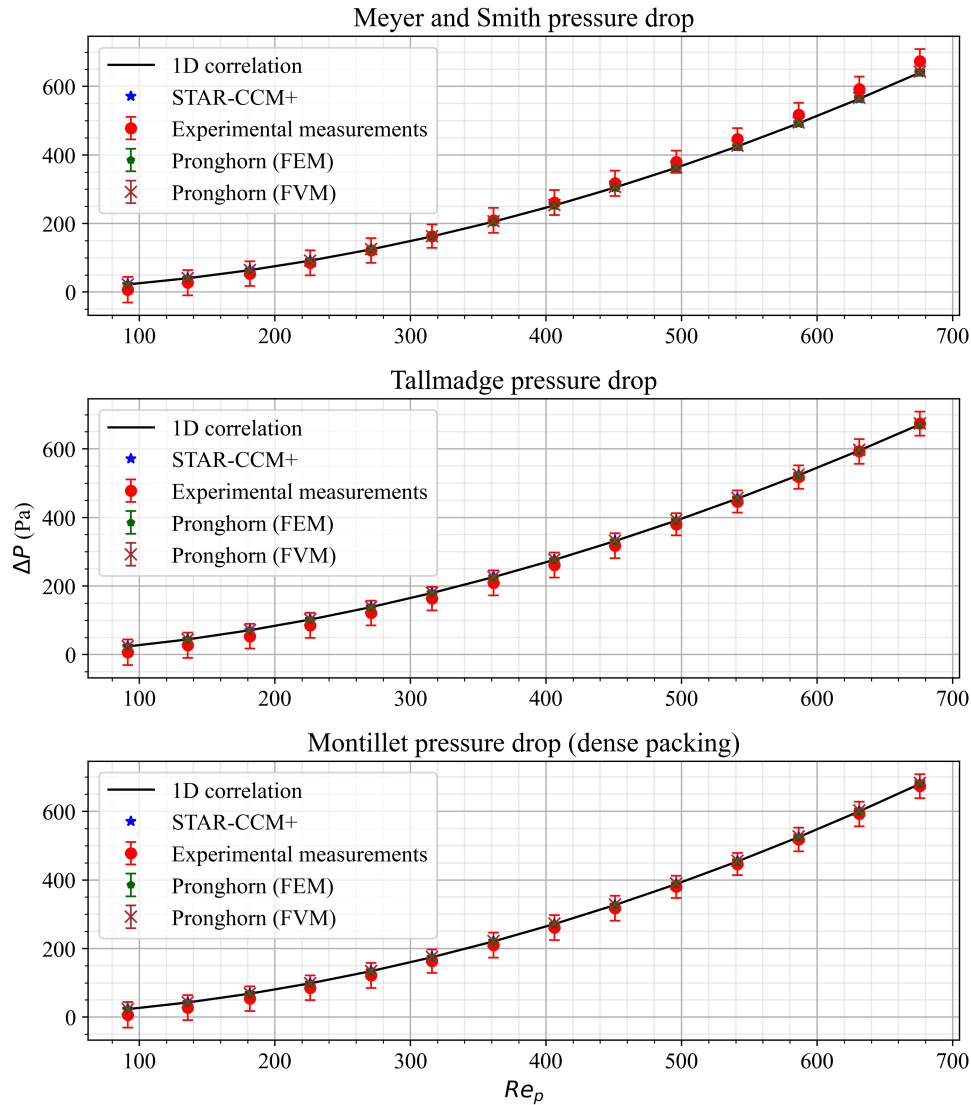 Meyer and Smith pressure drop
1D correlation
STAR-CCM+
Experimental measurements
Pronghorn (FEM)
Pronghorn (FVM)
600
400
200
0
100 200 300 400 500 600 700
Tallmadge pressure drop
1D correlation
STAR-CCM+
Experimental measurements
Pronghorn (FEM)
Pronghorn (FVM)
ΔP (Pa)
600
400
200
0
100 200 300 400 500 600 700
Montillet pressure drop (dense packing)
1D correlation
STAR-CCM+
Experimental measurements
Pronghorn (FEM)
Pronghorn (FVM)
600
400
200
0
100 200 300 400 500 600 700
Re_p